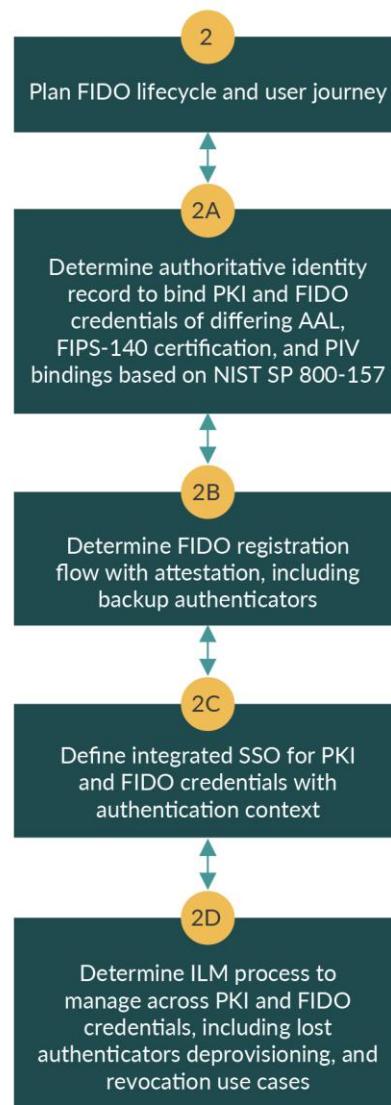 2
Plan FIDO lifecycle and user journey
2A
Determine authoritative identity
record to bind PKI and FIDO
credentials of differing AAL,
FIPS-140 certification, and PIV
bindings based on NIST SP 800-157
2B
Determine FIDO registration
flow with attestation, including
backup authenticators
2C
Define integrated SSO for PKI
and FIDO credentials with
authentication context
2D
Determine ILM process to
manage across PKI and FIDO
credentials, including lost
authenticators deprovisioning, and
revocation use cases